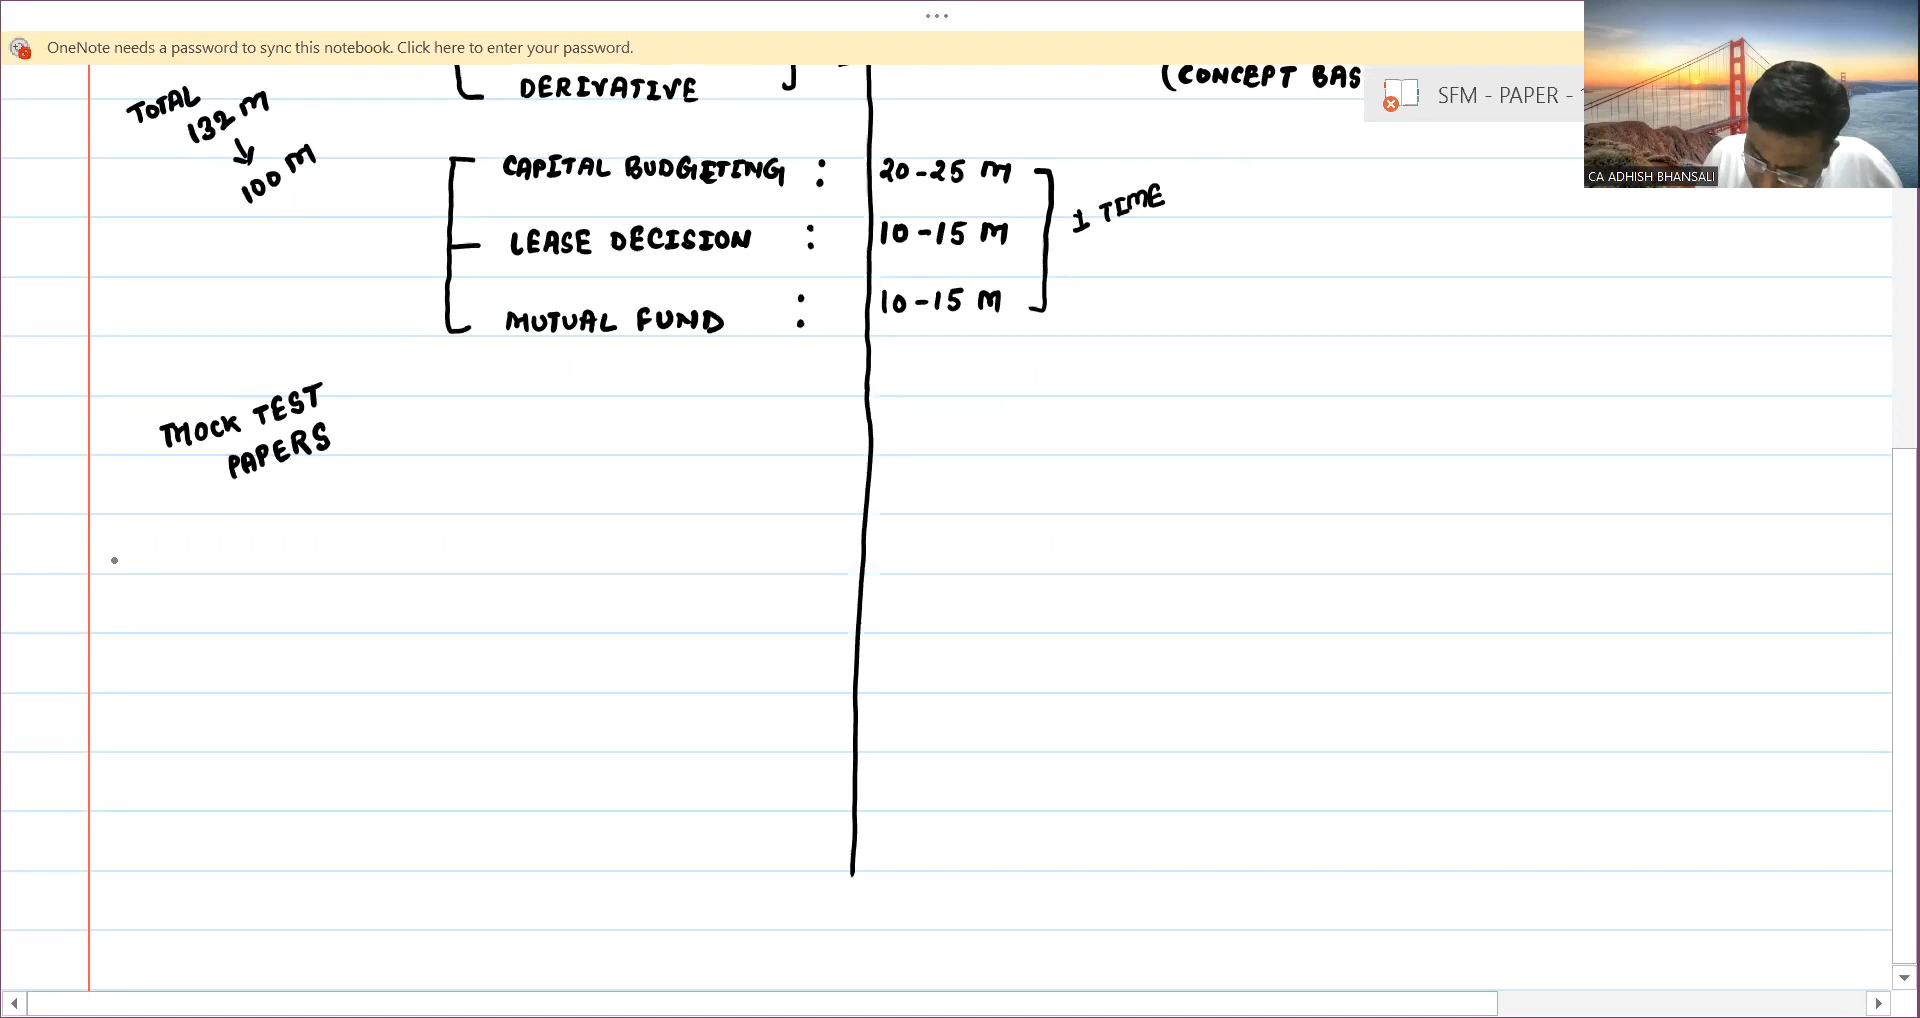 OneNote needs a password to sync this notebook. Click here to enter your password.
DERIVATIVE
(CONCEPT BAS
SFM - PAPER -
CA ADHISH BHANSALI
TOTAL
132 M
100 M
CAPITAL BUDGETING : 20-25 M
LEASE DECISION : 10-15 M
MUTUAL FUND : 10-15 M
1 TIME
MOCK TEST
PAPERS